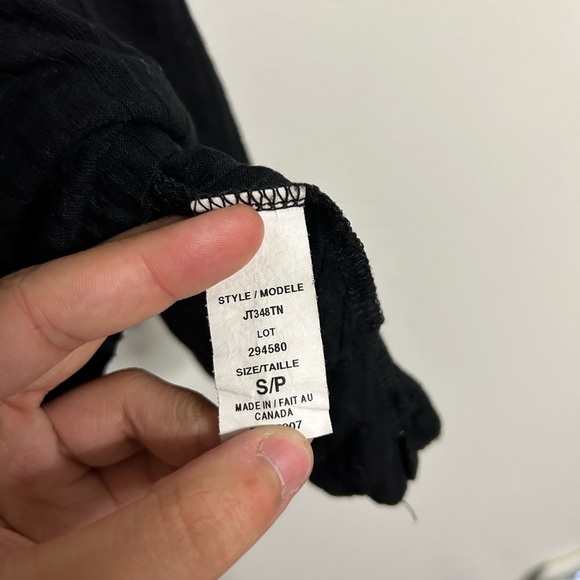 STYLE / MODELE
JT348TN
LOT
294580
SIZE/TAILLE
S/P
MADE IN / FAIT AU
CANADA